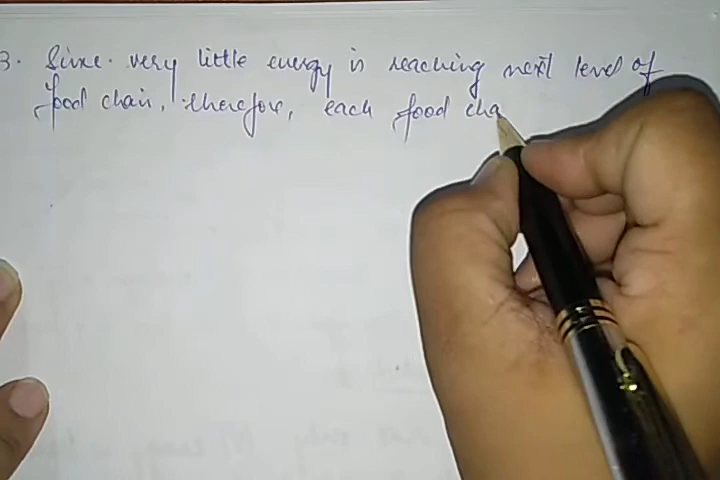 3. Since very little energy is reaching next level of
food chain, therefore, each food cha